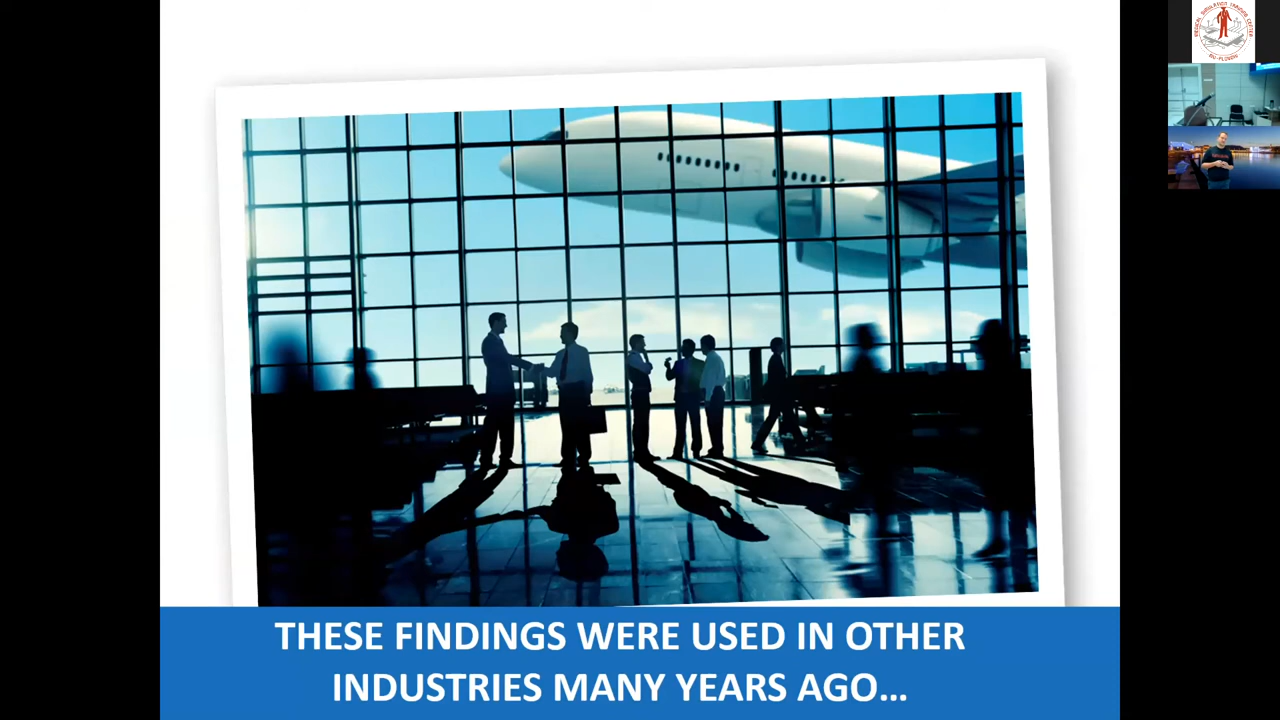 THESE FINDINGS WERE USED IN OTHER
INDUSTRIES MANY YEARS AGO...